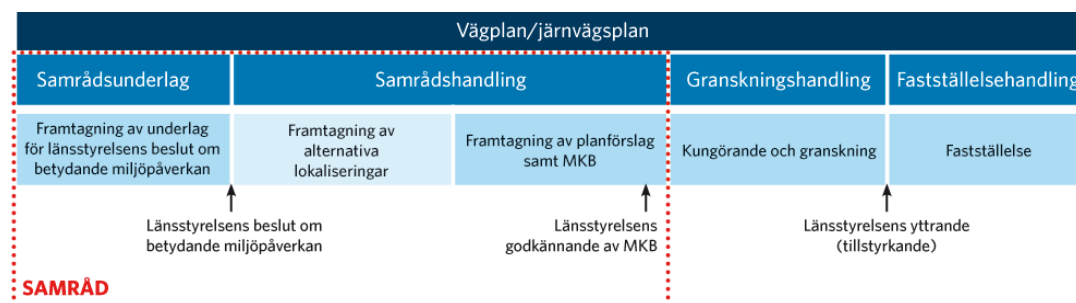 Vägplan/järnvägsplan
Samrådsunderlag
Samrådshandling
Granskningshandling
Fastställelsehandling
Framtagning av underlag
för länsstyrelsens beslut om
betydande miljöpåverkan
Framtagning av
alternativa
lokaliseringar
Framtagning av planförslag
samt MKB
Kungörande och granskning
Fastställelse
Länsstyrelsens beslut om
betydande miljöpåverkan
Länsstyrelsens
godkännande av MKB
Länsstyrelsens yttrande
(tillstyrkande)
SAMRÅD